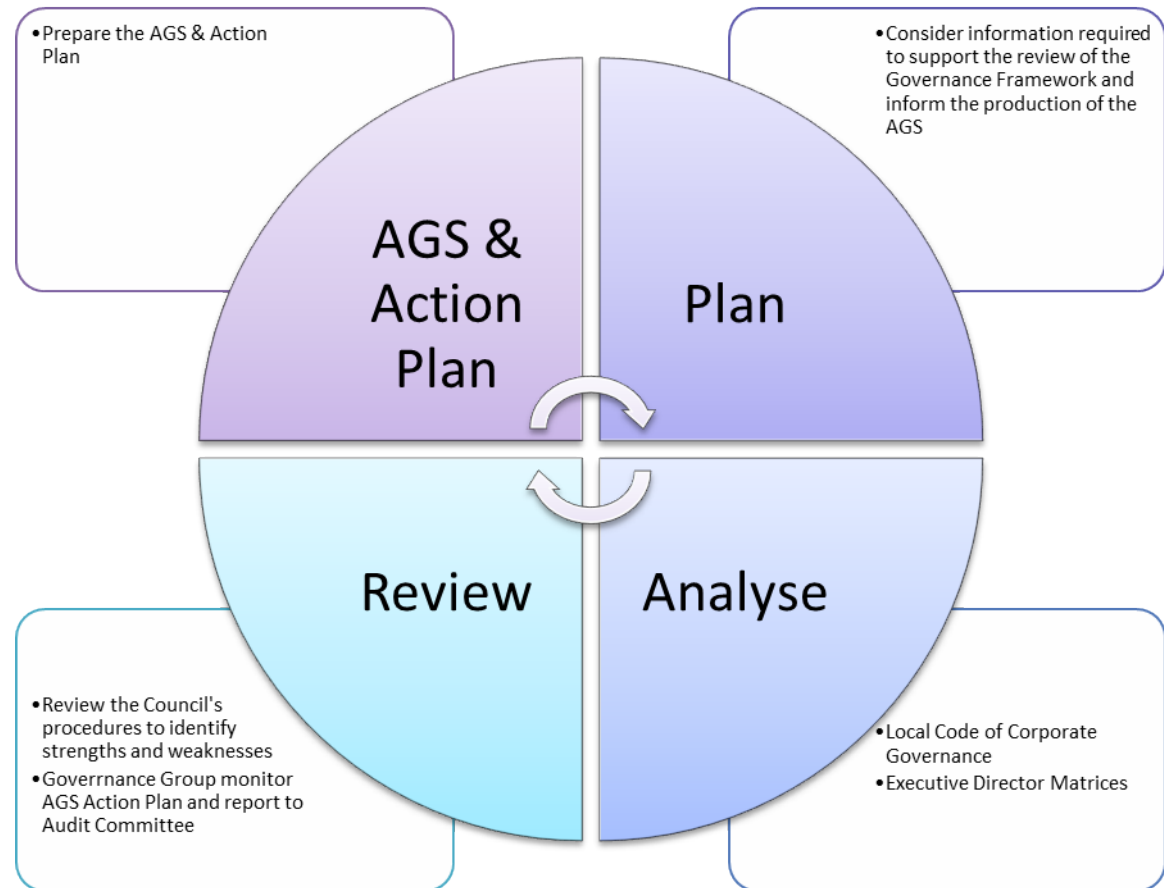 •Prepare the AGS & Action
Plan
•Consider information required
to support the review of the
Governance Framework and
inform the production of the
AGS
AGS &
Action
Plan
Plan
Review
Analyse
•Review the Council's
procedures to identify
strengths and weaknesses
•Goverrnance Group monitor
AGS Action Plan and report to
Audit Committee
•Local Code of Corporate
Governance
•Executive Director Matrices